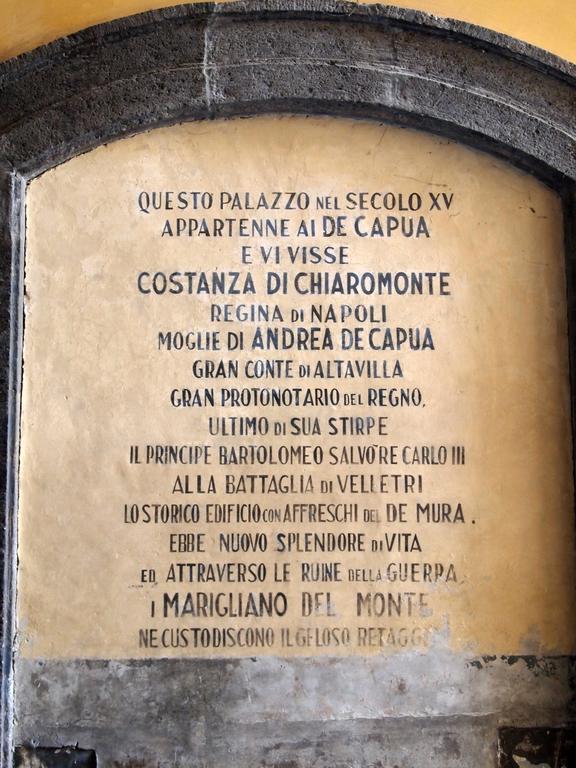 QUESTO PALAZZO NEL SECOLO XV
APPARTENNE AI DE CAPUA
E VI VISSE
COSTANZA DI CHIAROMONTE
REGINA DI NAPOLI
MOGLIE DI ANDREA DE CAPUA
GRAN CONTE DI ALTAVILLA
GRAN PROTONOTARIO DEL REGNO,
ULTIMO DI SUA STIRPE
IL PRINCIPE BARTOLOMEO SALVÒ RE CARLO III
ALLA BATTAGLIA DI VELLETRI
LO STORICO EDIFICIO CON AFFRESCHI DEL DE MURA.
EBBE NUOVO SPLENDORE DI VITA
ED ATTRAVERSO LE RUINE DELLA GUERRA
I MARIGLIANO DEL MONTE
NE CUSTODISCONO IL GELOSO